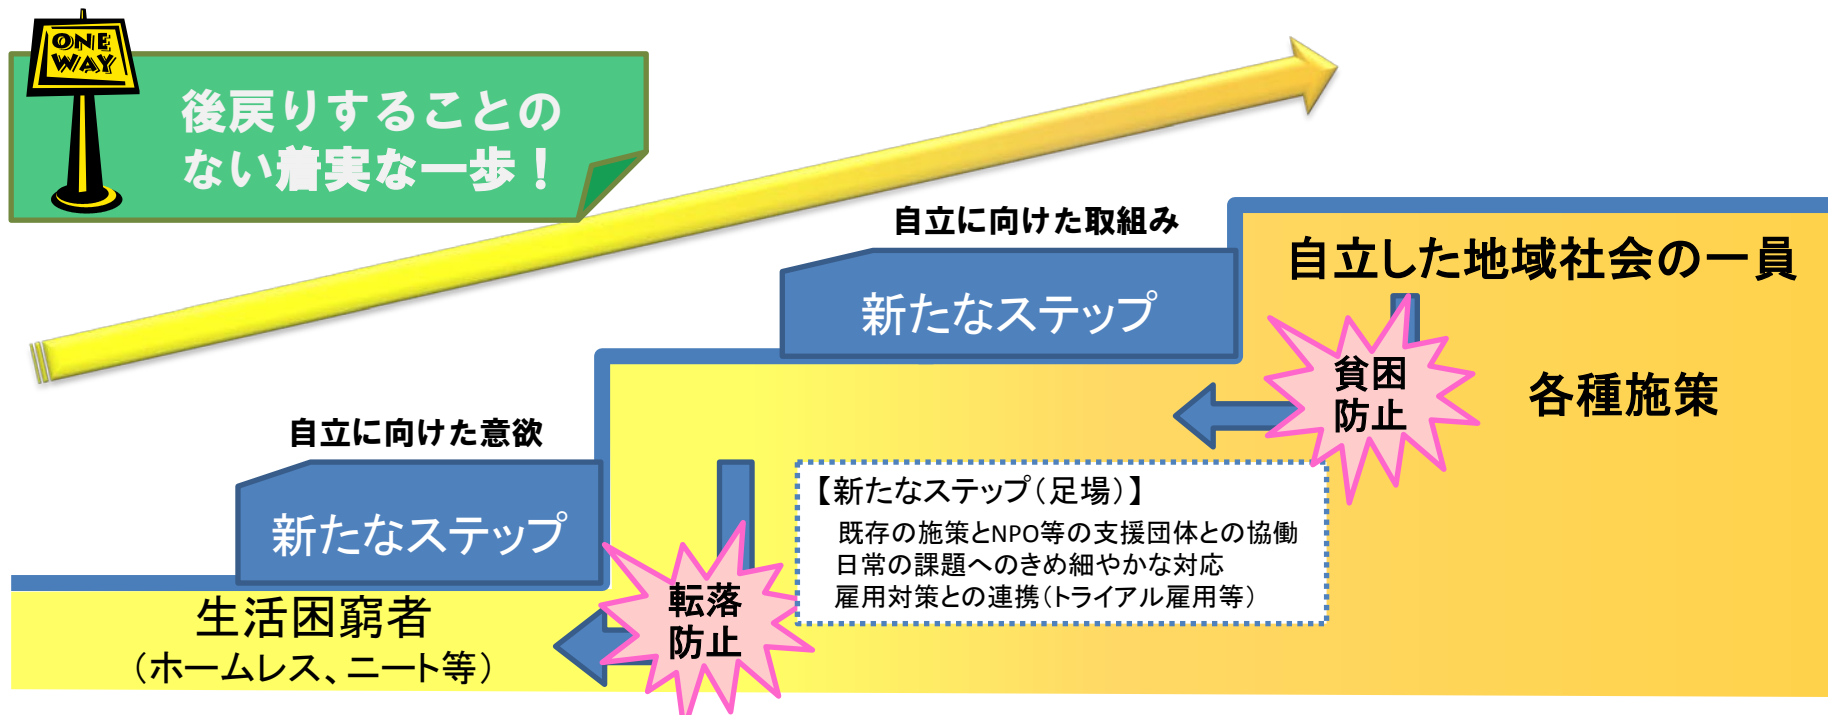 ONE
WAY
後戻りすることの
ない着実な一歩！
自立に向けた取組み
新たなステップ
自立した地域社会の一員
貧困
防止
各種施策
自立に向けた意欲
新たなステップ
【新たなステップ（足場）】
既存の施策とNPO等の支援団体との協働
日常の課題へのきめ細やかな対応
雇用対策との連携（トライアル雇用等）
転落
防止
生活困窮者
（ホームレス、ニート等）